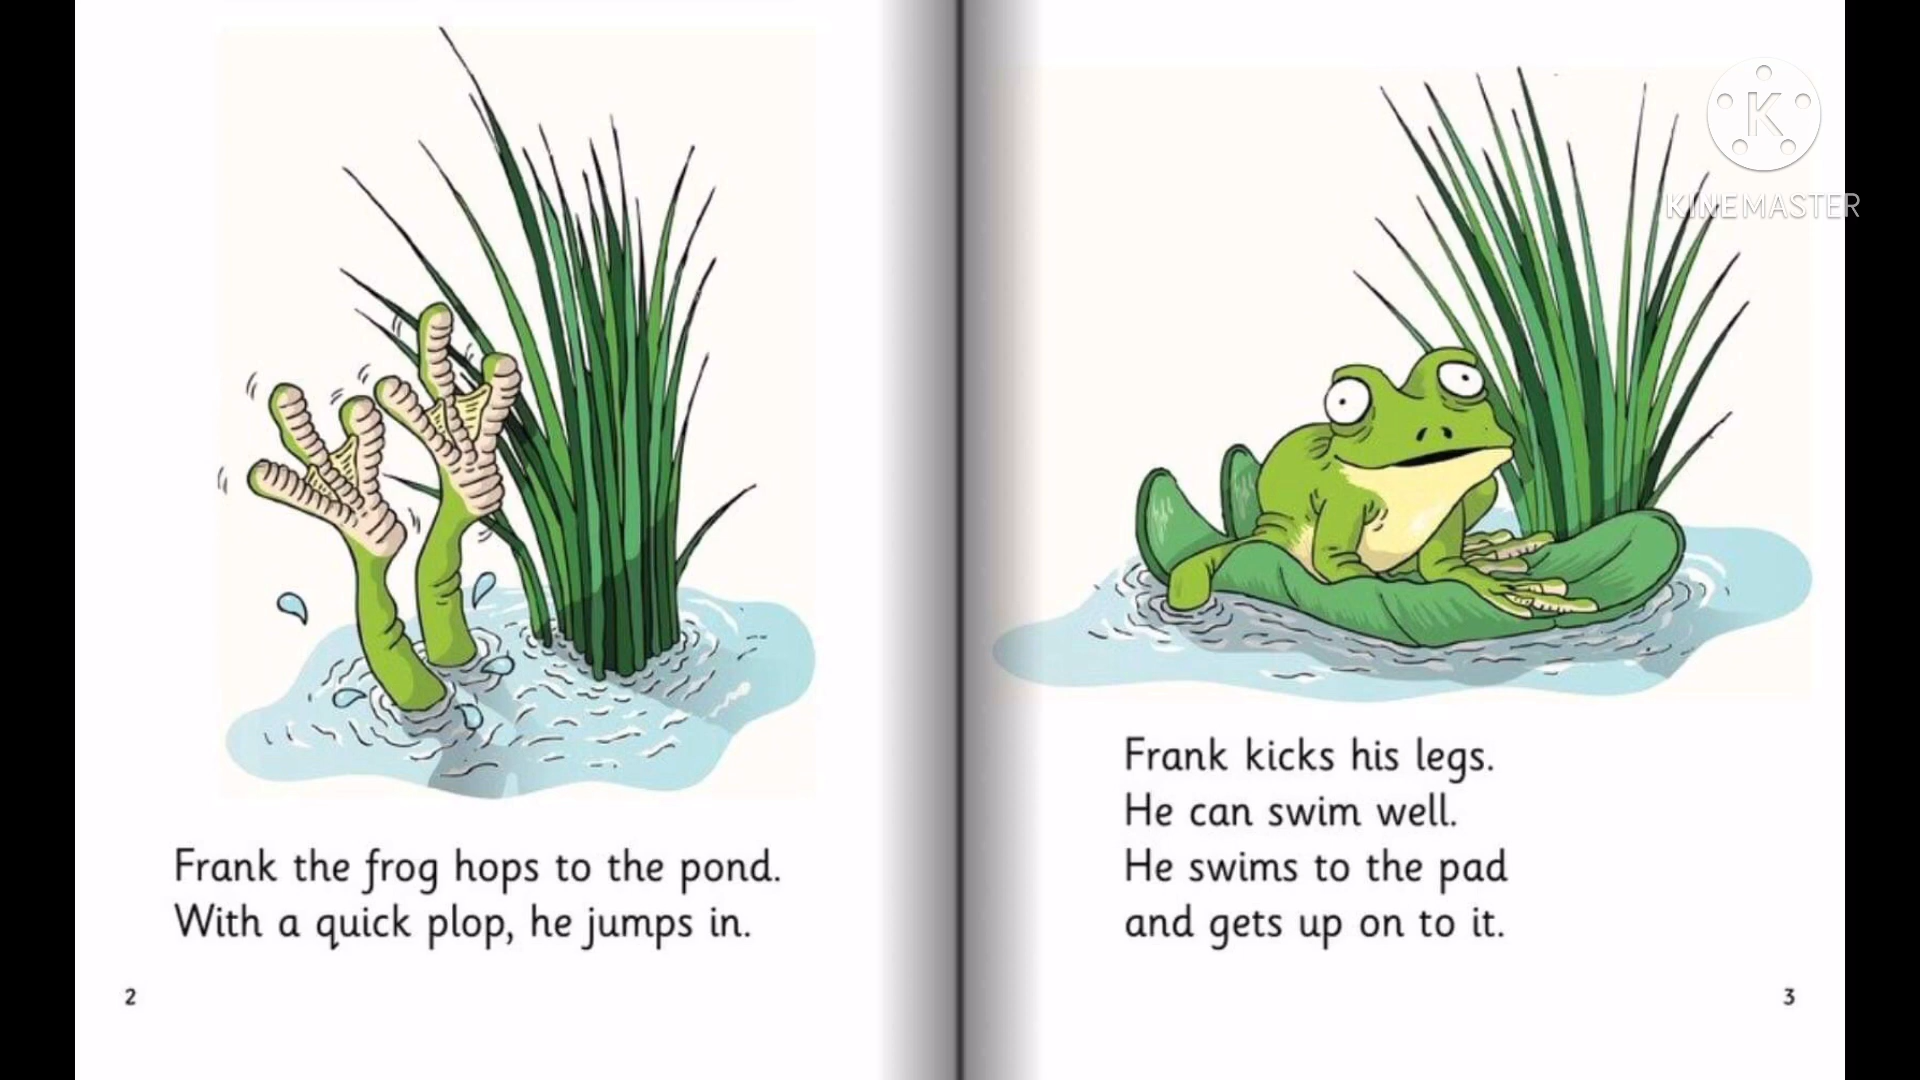 Frank the frog hops to the pond.
With a quick plop, he jumps in.
2
Frank kicks his legs.
He can swim well.
He swims to the pad
and gets up on to it.
3
K
KINEMASTER